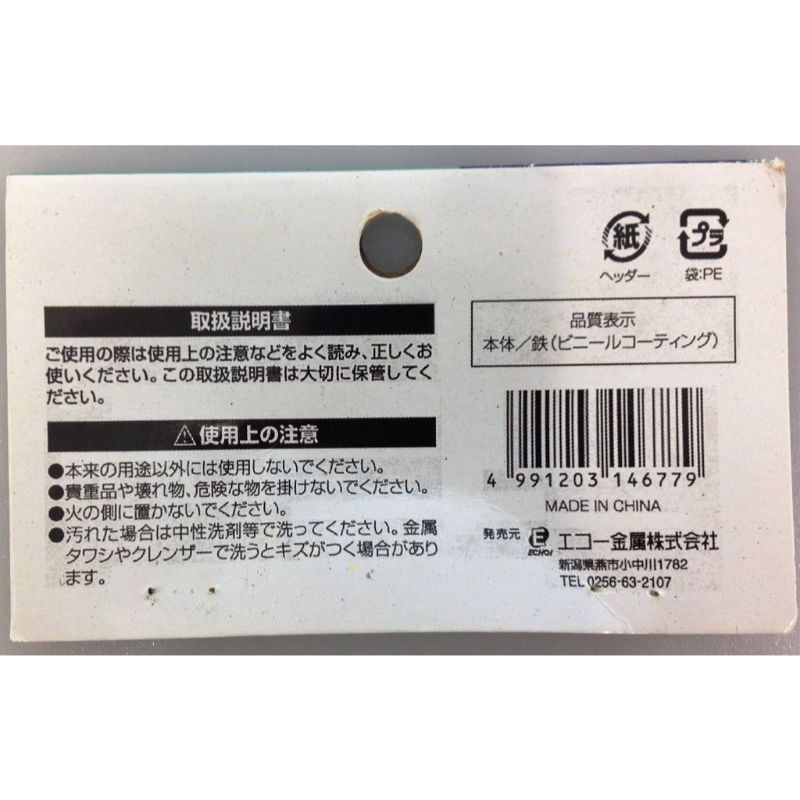 取扱説明書
ご使用の際は使用上の注意などをよく読み、正しくお
使いください。この取扱説明書は大切に保管してく
ださい。
⚠使用上の注意
●本来の用途以外には使用しないでください。
●貴重品や壊れ物、危険な物を掛けないでください。
●火の側に置かないでください。
●汚れた場合は中性洗剤等で洗ってください。金属
タワシやクレンザーで洗うとキズがつく場合があり
ます。
紙
ヘッダー
プラ
袋:PE
品質表示
本体/鉄(ビニールコーティング)
4 991203 146779
MADE IN CHINA
発売元 ECHO! エコー金属株式会社
新潟県燕市小中川1782
TEL 0256-63-2107